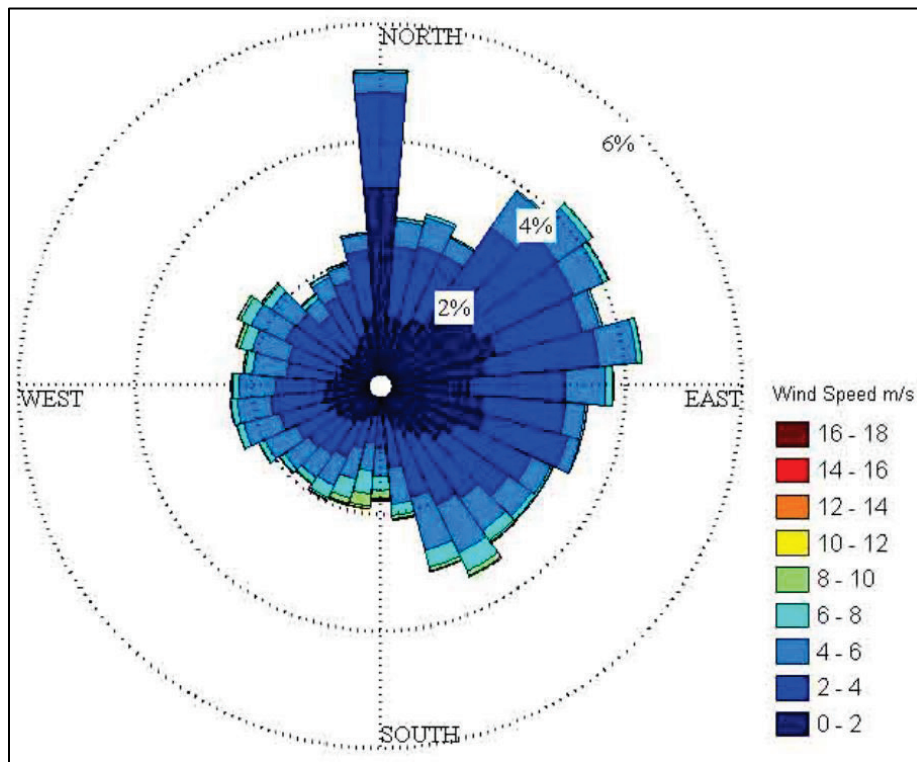 NORTH
6%
4%
2%
WEST
EAST
SOUTH
Wind Speed m/s
16 - 18
14 - 16
12 - 14
10 - 12
8 - 10
6 - 8
4 - 6
2 - 4
0 - 2